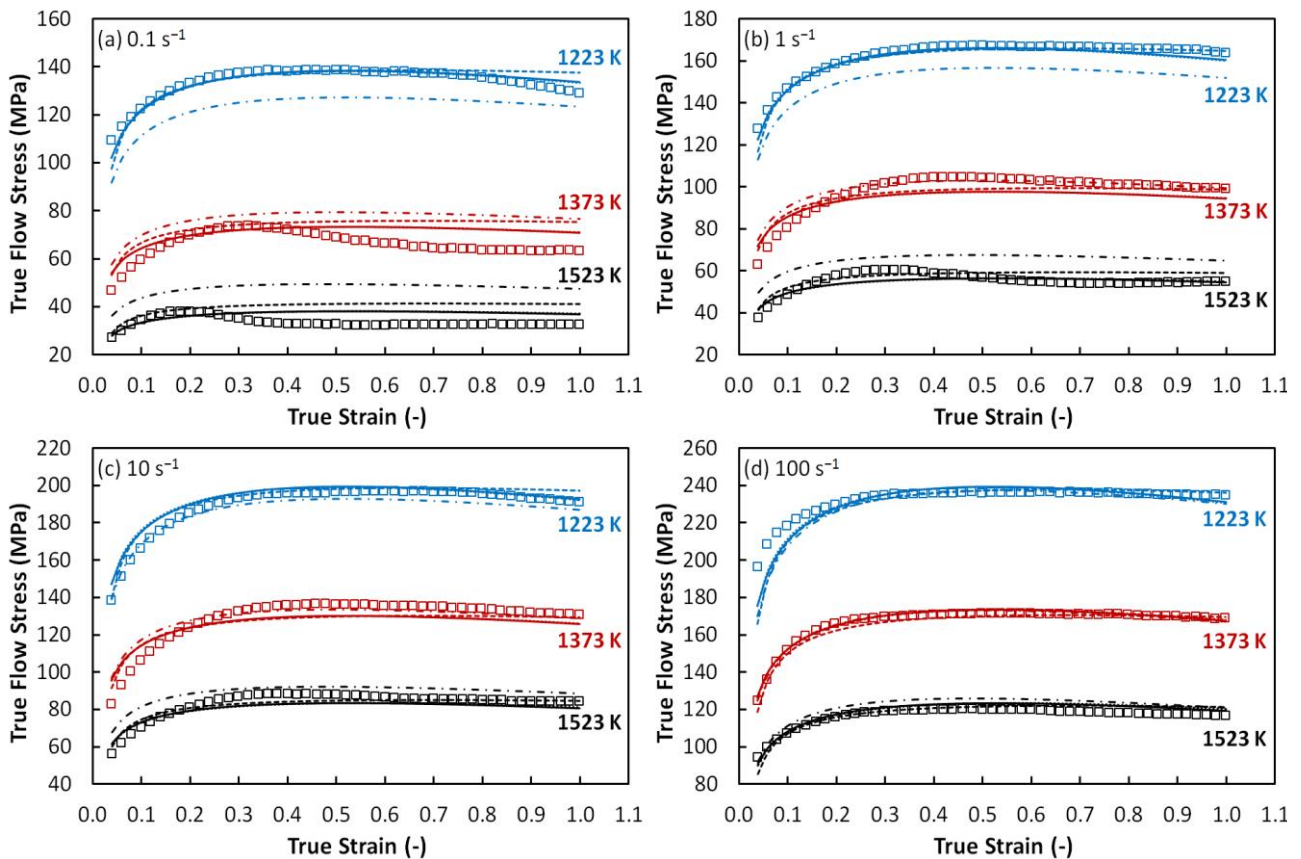 (a) 0.1 s⁻¹
True Flow Stress (MPa)
160
140
120
100
80
60
40
20
1223 K
1373 K
1523 K
0.0 0.1 0.2 0.3 0.4 0.5 0.6 0.7 0.8 0.9 1.0 1.1
True Strain (-)
(b) 1 s⁻¹
True Flow Stress (MPa)
180
160
140
120
100
80
60
40
20
1223 K
1373 K
1523 K
0.0 0.1 0.2 0.3 0.4 0.5 0.6 0.7 0.8 0.9 1.0 1.1
True Strain (-)
(c) 10 s⁻¹
True Flow Stress (MPa)
220
200
180
160
140
120
100
80
60
40
1223 K
1373 K
1523 K
0.0 0.1 0.2 0.3 0.4 0.5 0.6 0.7 0.8 0.9 1.0 1.1
True Strain (-)
(d) 100 s⁻¹
True Flow Stress (MPa)
260
240
220
200
180
160
140
120
100
80
1223 K
1373 K
1523 K
0.0 0.1 0.2 0.3 0.4 0.5 0.6 0.7 0.8 0.9 1.0 1.1
True Strain (-)